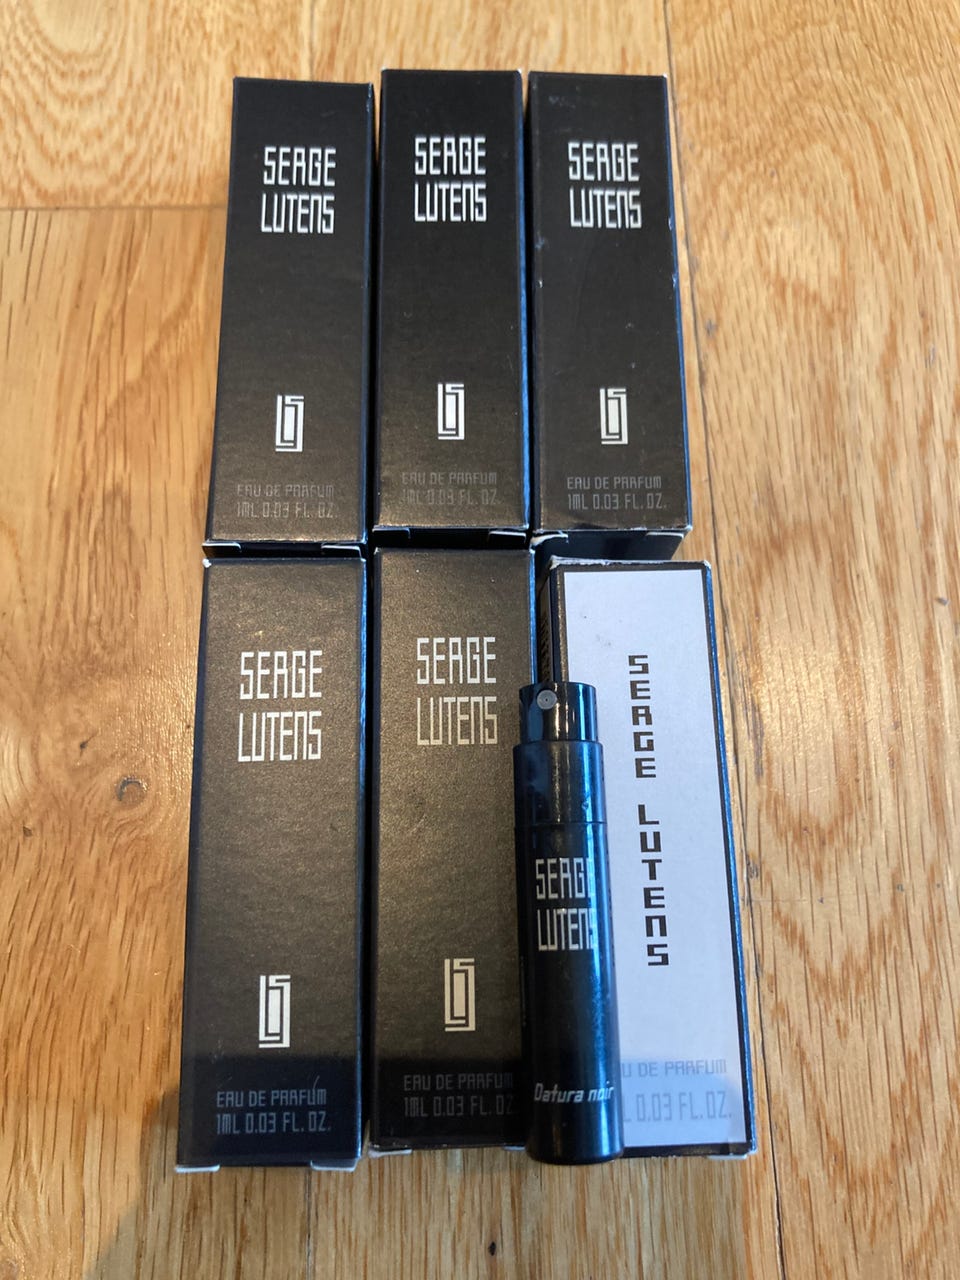 SERGE
LUTENS
EAU DE PARFUM
1ML 0.03 FL. OZ.
SERGE
LUTENS
EAU DE PARFUM
1ML 0.03 FL. OZ.
SERGE
LUTENS
EAU DE PARFUM
1ML 0.03 FL. OZ.
SERGE
LUTENS
EAU DE PARFUM
1ML 0.03 FL. OZ.
SERGE
LUTENS
EAU DE PARFUM
1ML 0.03 FL. OZ.
SERGE
LUTENS
Datura noir
SERGE LUTENS
U DE PARFUM
L 0.03 FL. OZ.